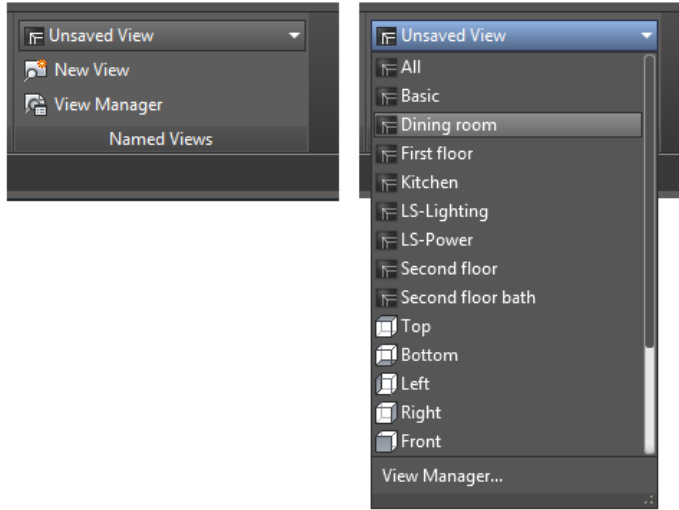 Unsaved View
New View
View Manager
Named Views
Unsaved View
All
Basic
Dining room
First floor
Kitchen
LS-Lighting
LS-Power
Second floor
Second floor bath
Top
Bottom
Left
Right
Front
View Manager...